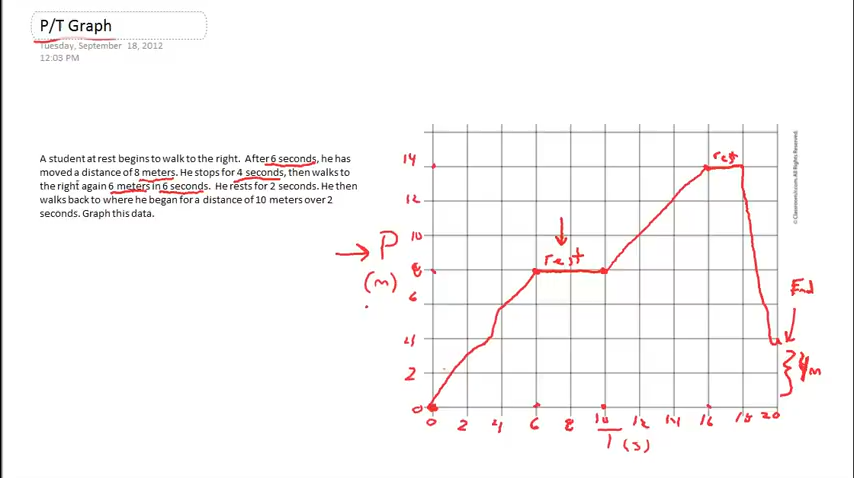 P/T Graph
Tuesday, September 18, 2012
12:03 PM
A student at rest begins to walk to the right. After 6 seconds, he has
moved a distance of 8 meters. He stops for 4 seconds, then walks to
the right again 6 meters in 6 seconds. He rests for 2 seconds. He then
walks back to where he began for a distance of 10 meters over 2
seconds. Graph this data.
P
(m)
14
12
10
8
6
4
2
0
rest
rest
End
4m
0 2 4 6 8 10 12 14 16 18 20
T (s)